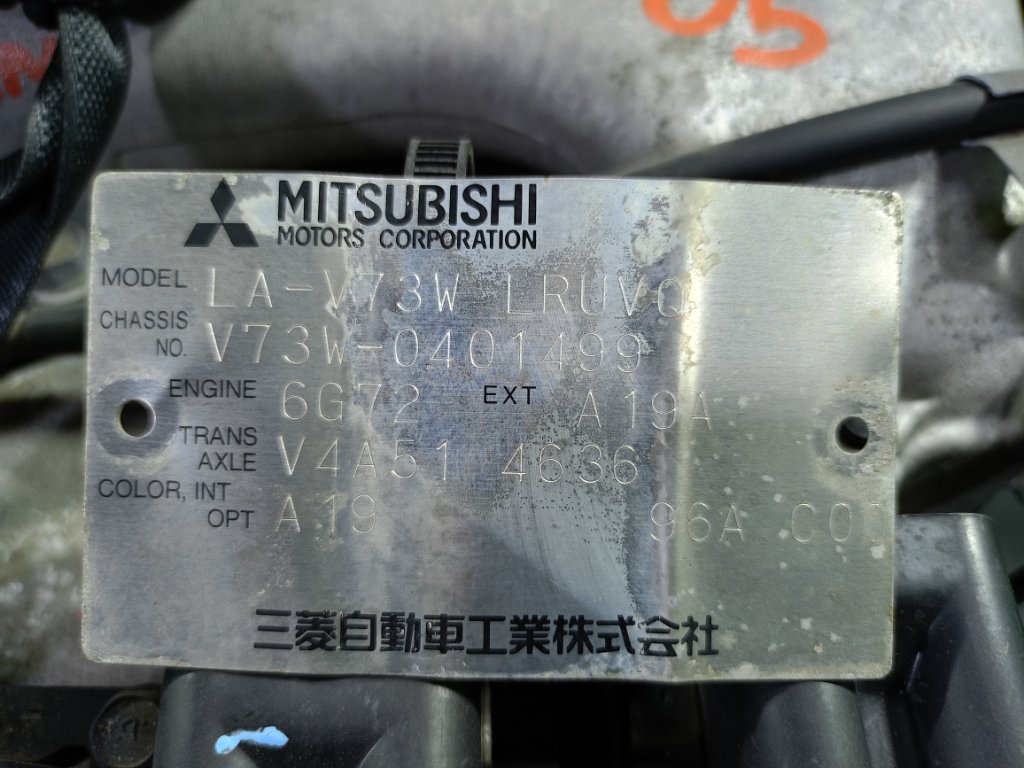 05
MITSUBISHI
MOTORS CORPORATION
MODEL LA-V73W LRUVQ
CHASSIS NO. V73W-0401499
ENGINE 6G72 EXT A19A
TRANS AXLE V4A51 4636
COLOR, INT OPT A19 96A C00
三菱自動車工業株式会社